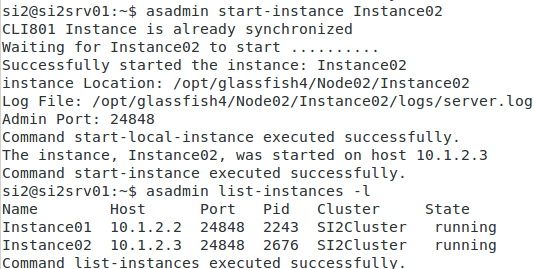 si2@si2srv01:~$ asadmin start-instance Instance02
CLI801 Instance is already synchronized
Waiting for Instance02 to start ..........
Successfully started the instance: Instance02
instance Location: /opt/glassfish4/Node02/Instance02
Log File: /opt/glassfish4/Node02/Instance02/logs/server.log
Admin Port: 24848
Command start-local-instance executed successfully.
The instance, Instance02, was started on host 10.1.2.3
Command start-instance executed successfully.
si2@si2srv01:~$ asadmin list-instances -l
Name        Host      Port   Pid   Cluster     State
Instance01  10.1.2.2  24848  2243  SI2Cluster   running
Instance02  10.1.2.3  24848  2676  SI2Cluster   running
Command list-instances executed successfully.